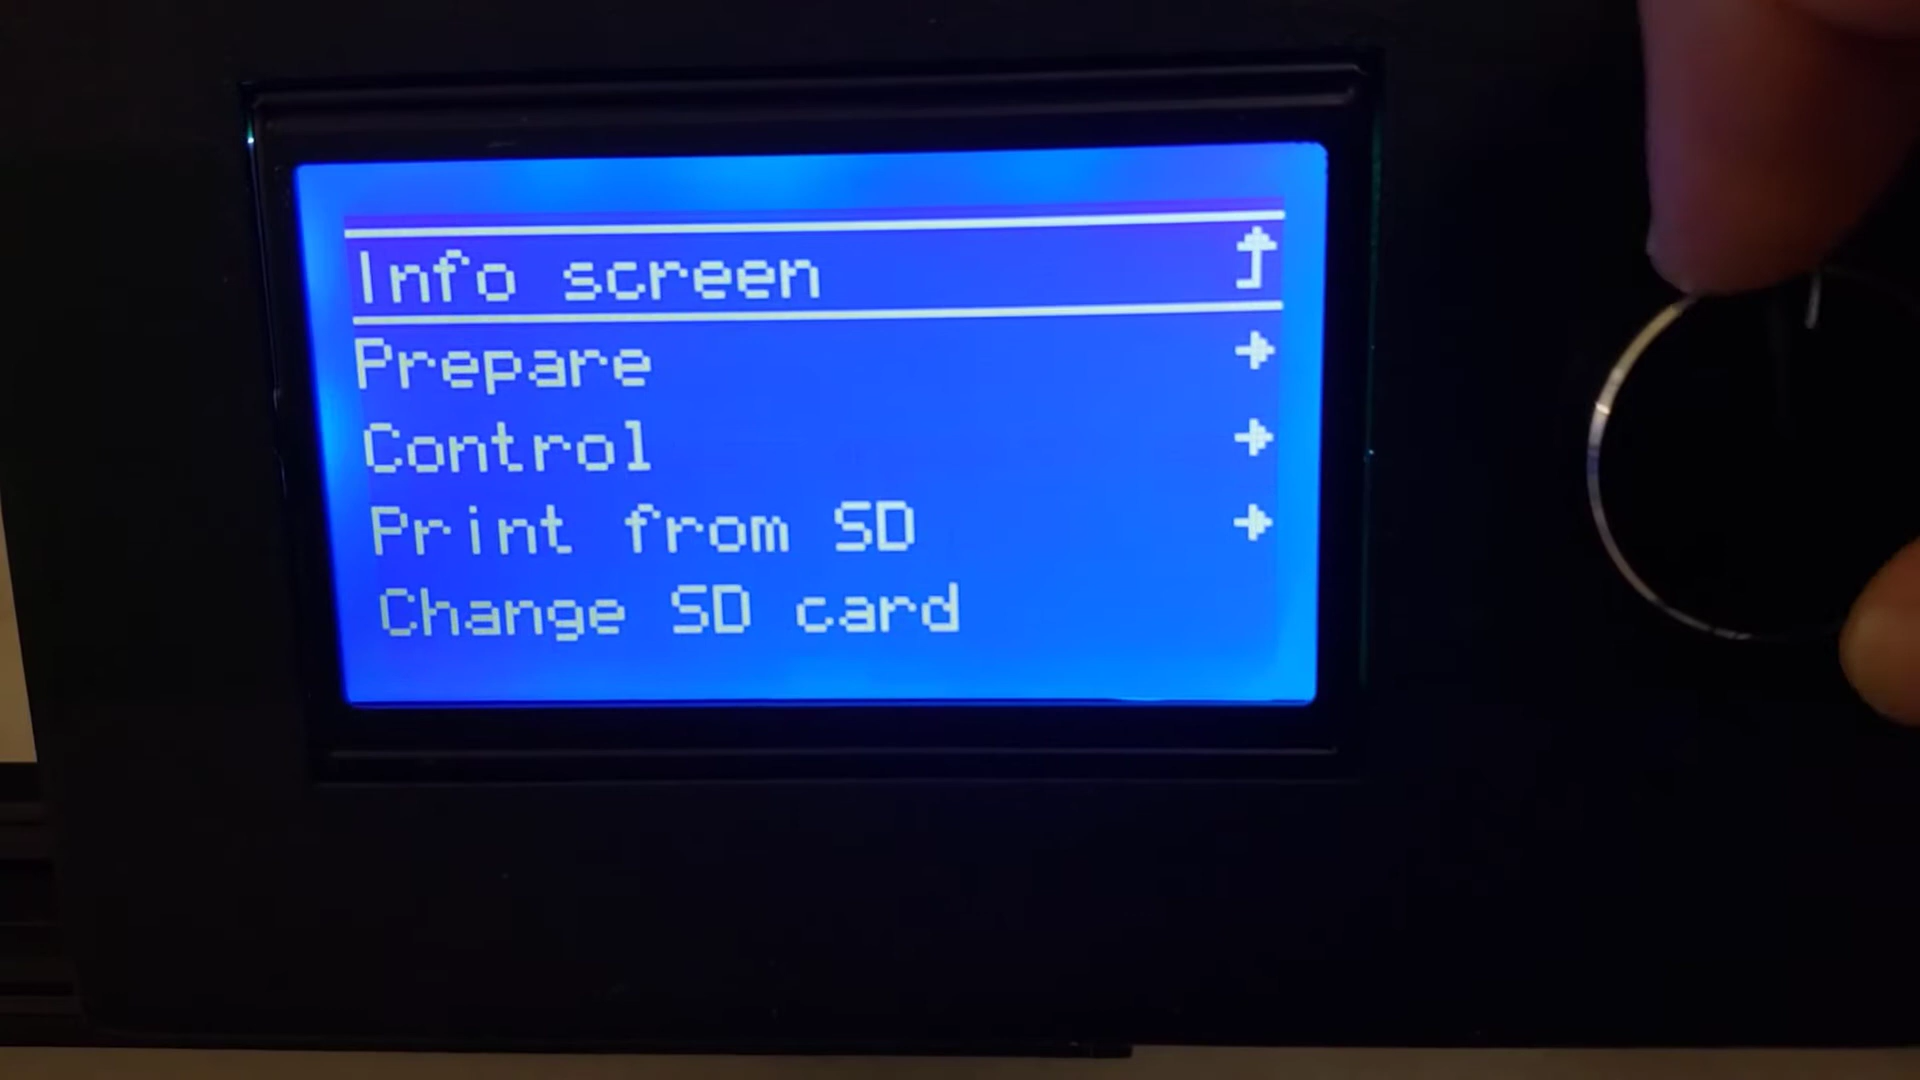 Info screen
Prepare
Control
Print from SD
Change SD card